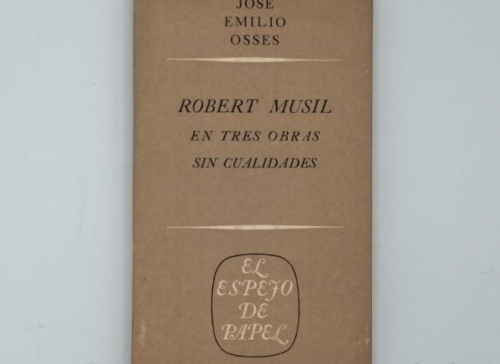 JOSÉ
EMILIO
OSSES
ROBERT MUSIL
EN TRES OBRAS
SIN CUALIDADES
EL
ESPEJO
DE
PAPEL